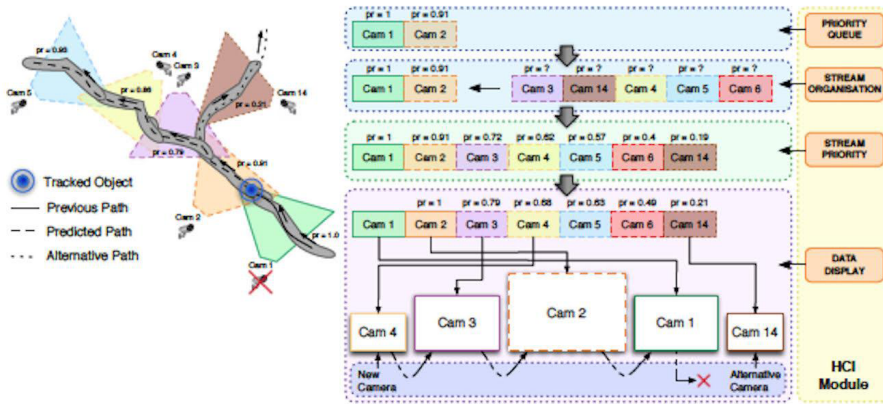 Cam 4
Cam 3
pr = 0.21
Cam 14
Cam 5
pr = 0.79
pr = 0.91
Cam 2
pr = 1.0
Cam 1
Tracked Object
Previous Path
Predicted Path
Alternative Path
pr = 1 pr = 0.91
Cam 1 Cam 2
PRIORITY
QUEUE
pr = 1 pr = 0.91 pr = ? pr = ? pr = ? pr = ? pr = ?
Cam 1 Cam 2 Cam 3 Cam 14 Cam 4 Cam 5 Cam 6
STREAM
ORGANISATION
pr = 1 pr = 0.91 pr = 0.72 pr = 0.62 pr = 0.57 pr = 0.4 pr = 0.19
Cam 1 Cam 2 Cam 3 Cam 4 Cam 5 Cam 6 Cam 14
STREAM
PRIORITY
pr = 1 pr = 0.79 pr = 0.68 pr = 0.63 pr = 0.49 pr = 0.21
Cam 1 Cam 2 Cam 3 Cam 4 Cam 5 Cam 6 Cam 14
DATA
DISPLAY
Cam 4 Cam 3 Cam 2 Cam 1 Cam 14
New
Camera
Alternative
Camera
HCI
Module